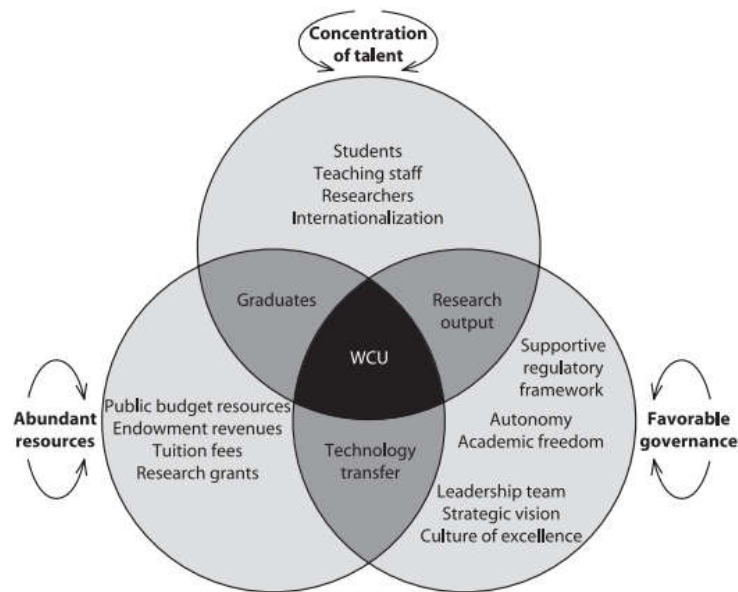 Concentration
of talent
Students
Teaching staff
Researchers
Internationalization
Graduates
Research
output
WCU
Supportive
regulatory
framework
Abundant
resources
Public budget resources
Endowment revenues
Tuition fees
Research grants
Technology
transfer
Autonomy
Academic freedom
Favorable
governance
Leadership team
Strategic vision
Culture of excellence